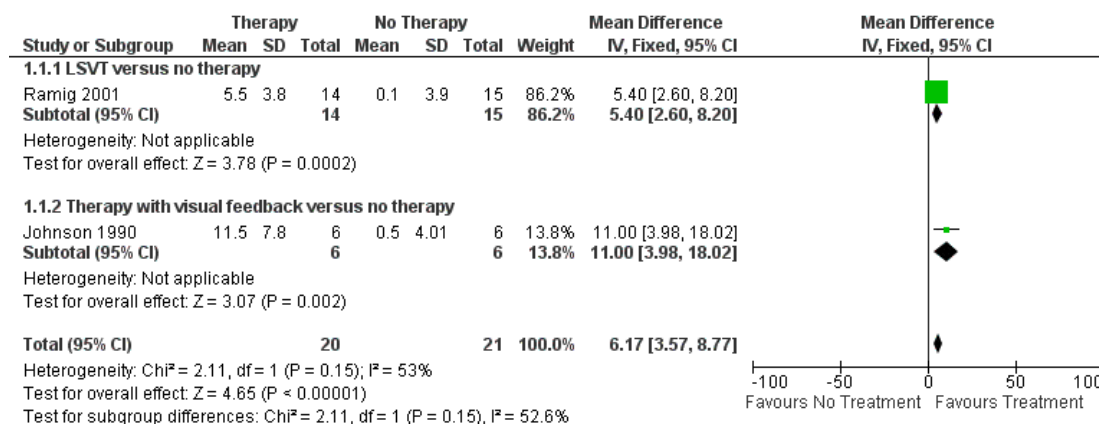 Therapy No Therapy Mean Difference Mean Difference
Study or Subgroup Mean SD Total Mean SD Total Weight IV, Fixed, 95% CI IV, Fixed, 95% CI
1.1.1 LSVT versus no therapy
Ramig 2001 5.5 3.8 14 0.1 3.9 15 86.2% 5.40 [2.60, 8.20]
Subtotal (95% CI) 14 15 86.2% 5.40 [2.60, 8.20]
Heterogeneity: Not applicable
Test for overall effect: Z = 3.78 (P = 0.0002)
1.1.2 Therapy with visual feedback versus no therapy
Johnson 1990 11.5 7.8 6 0.5 4.01 6 13.8% 11.00 [3.98, 18.02]
Subtotal (95% CI) 6 6 13.8% 11.00 [3.98, 18.02]
Heterogeneity: Not applicable
Test for overall effect: Z = 3.07 (P = 0.002)
Total (95% CI) 20 21 100.0% 6.17 [3.57, 8.77]
Heterogeneity: Chi² = 2.11, df = 1 (P = 0.15); I² = 53%
Test for overall effect: Z = 4.65 (P < 0.00001)
Test for subgroup differences: Chi² = 2.11, df = 1 (P = 0.15), I² = 52.6%
-100 -50 0 50 100
Favours No Treatment Favours Treatment